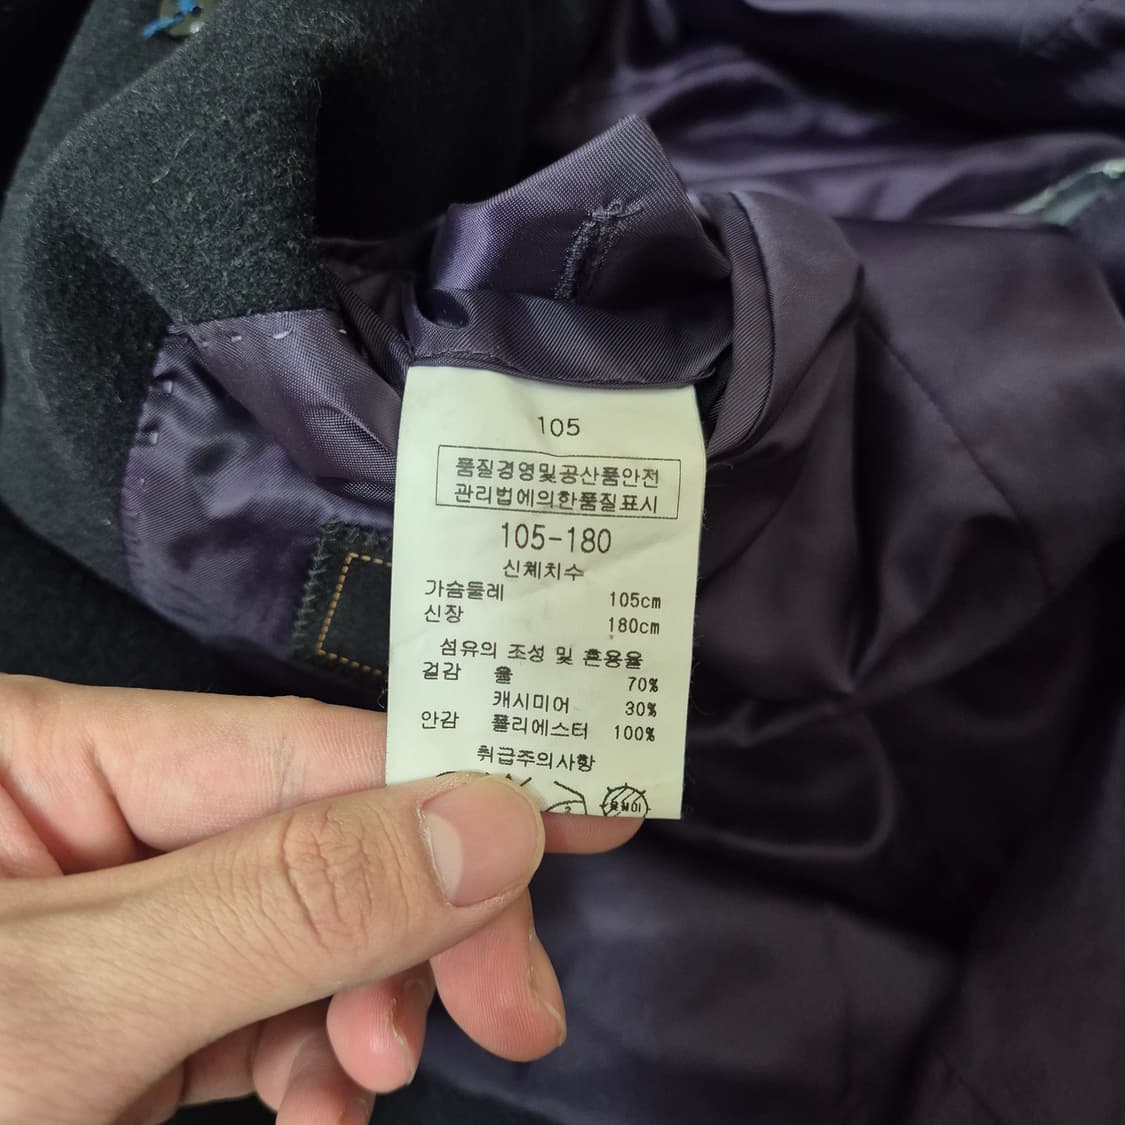 105
품질경영및공산품안전
관리법에의한품질표시
105-180
신체치수
가슴둘레 105cm
신장 180cm
섬유의 조성 및 혼용율
겉감 울 70%
캐시미어 30%
안감 폴리에스터 100%
취급주의사항